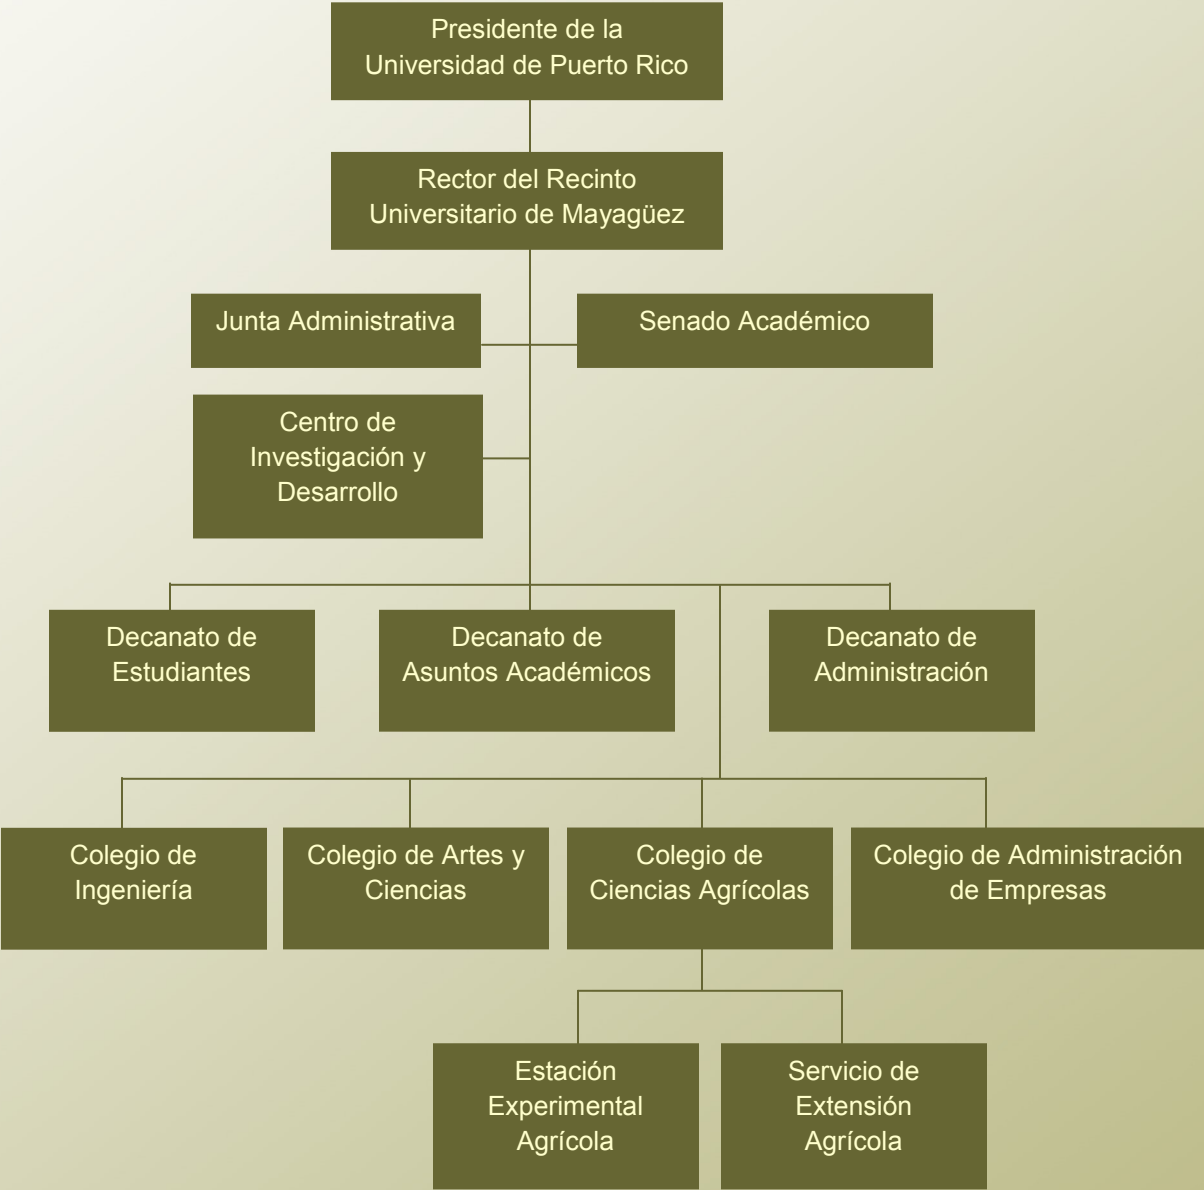 Presidente de la
Universidad de Puerto Rico
Rector del Recinto
Universitario de Mayagüez
Junta Administrativa
Senado Académico
Centro de
Investigación y
Desarrollo
Decanato de
Estudiantes
Decanato de
Asuntos Académicos
Decanato de
Administración
Colegio de
Ingeniería
Colegio de Artes y
Ciencias
Colegio de
Ciencias Agrícolas
Colegio de Administración
de Empresas
Estación
Experimental
Agrícola
Servicio de
Extensión
Agrícola